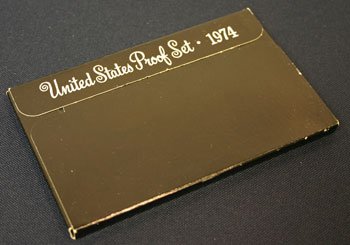 United States Proof Set • 1974